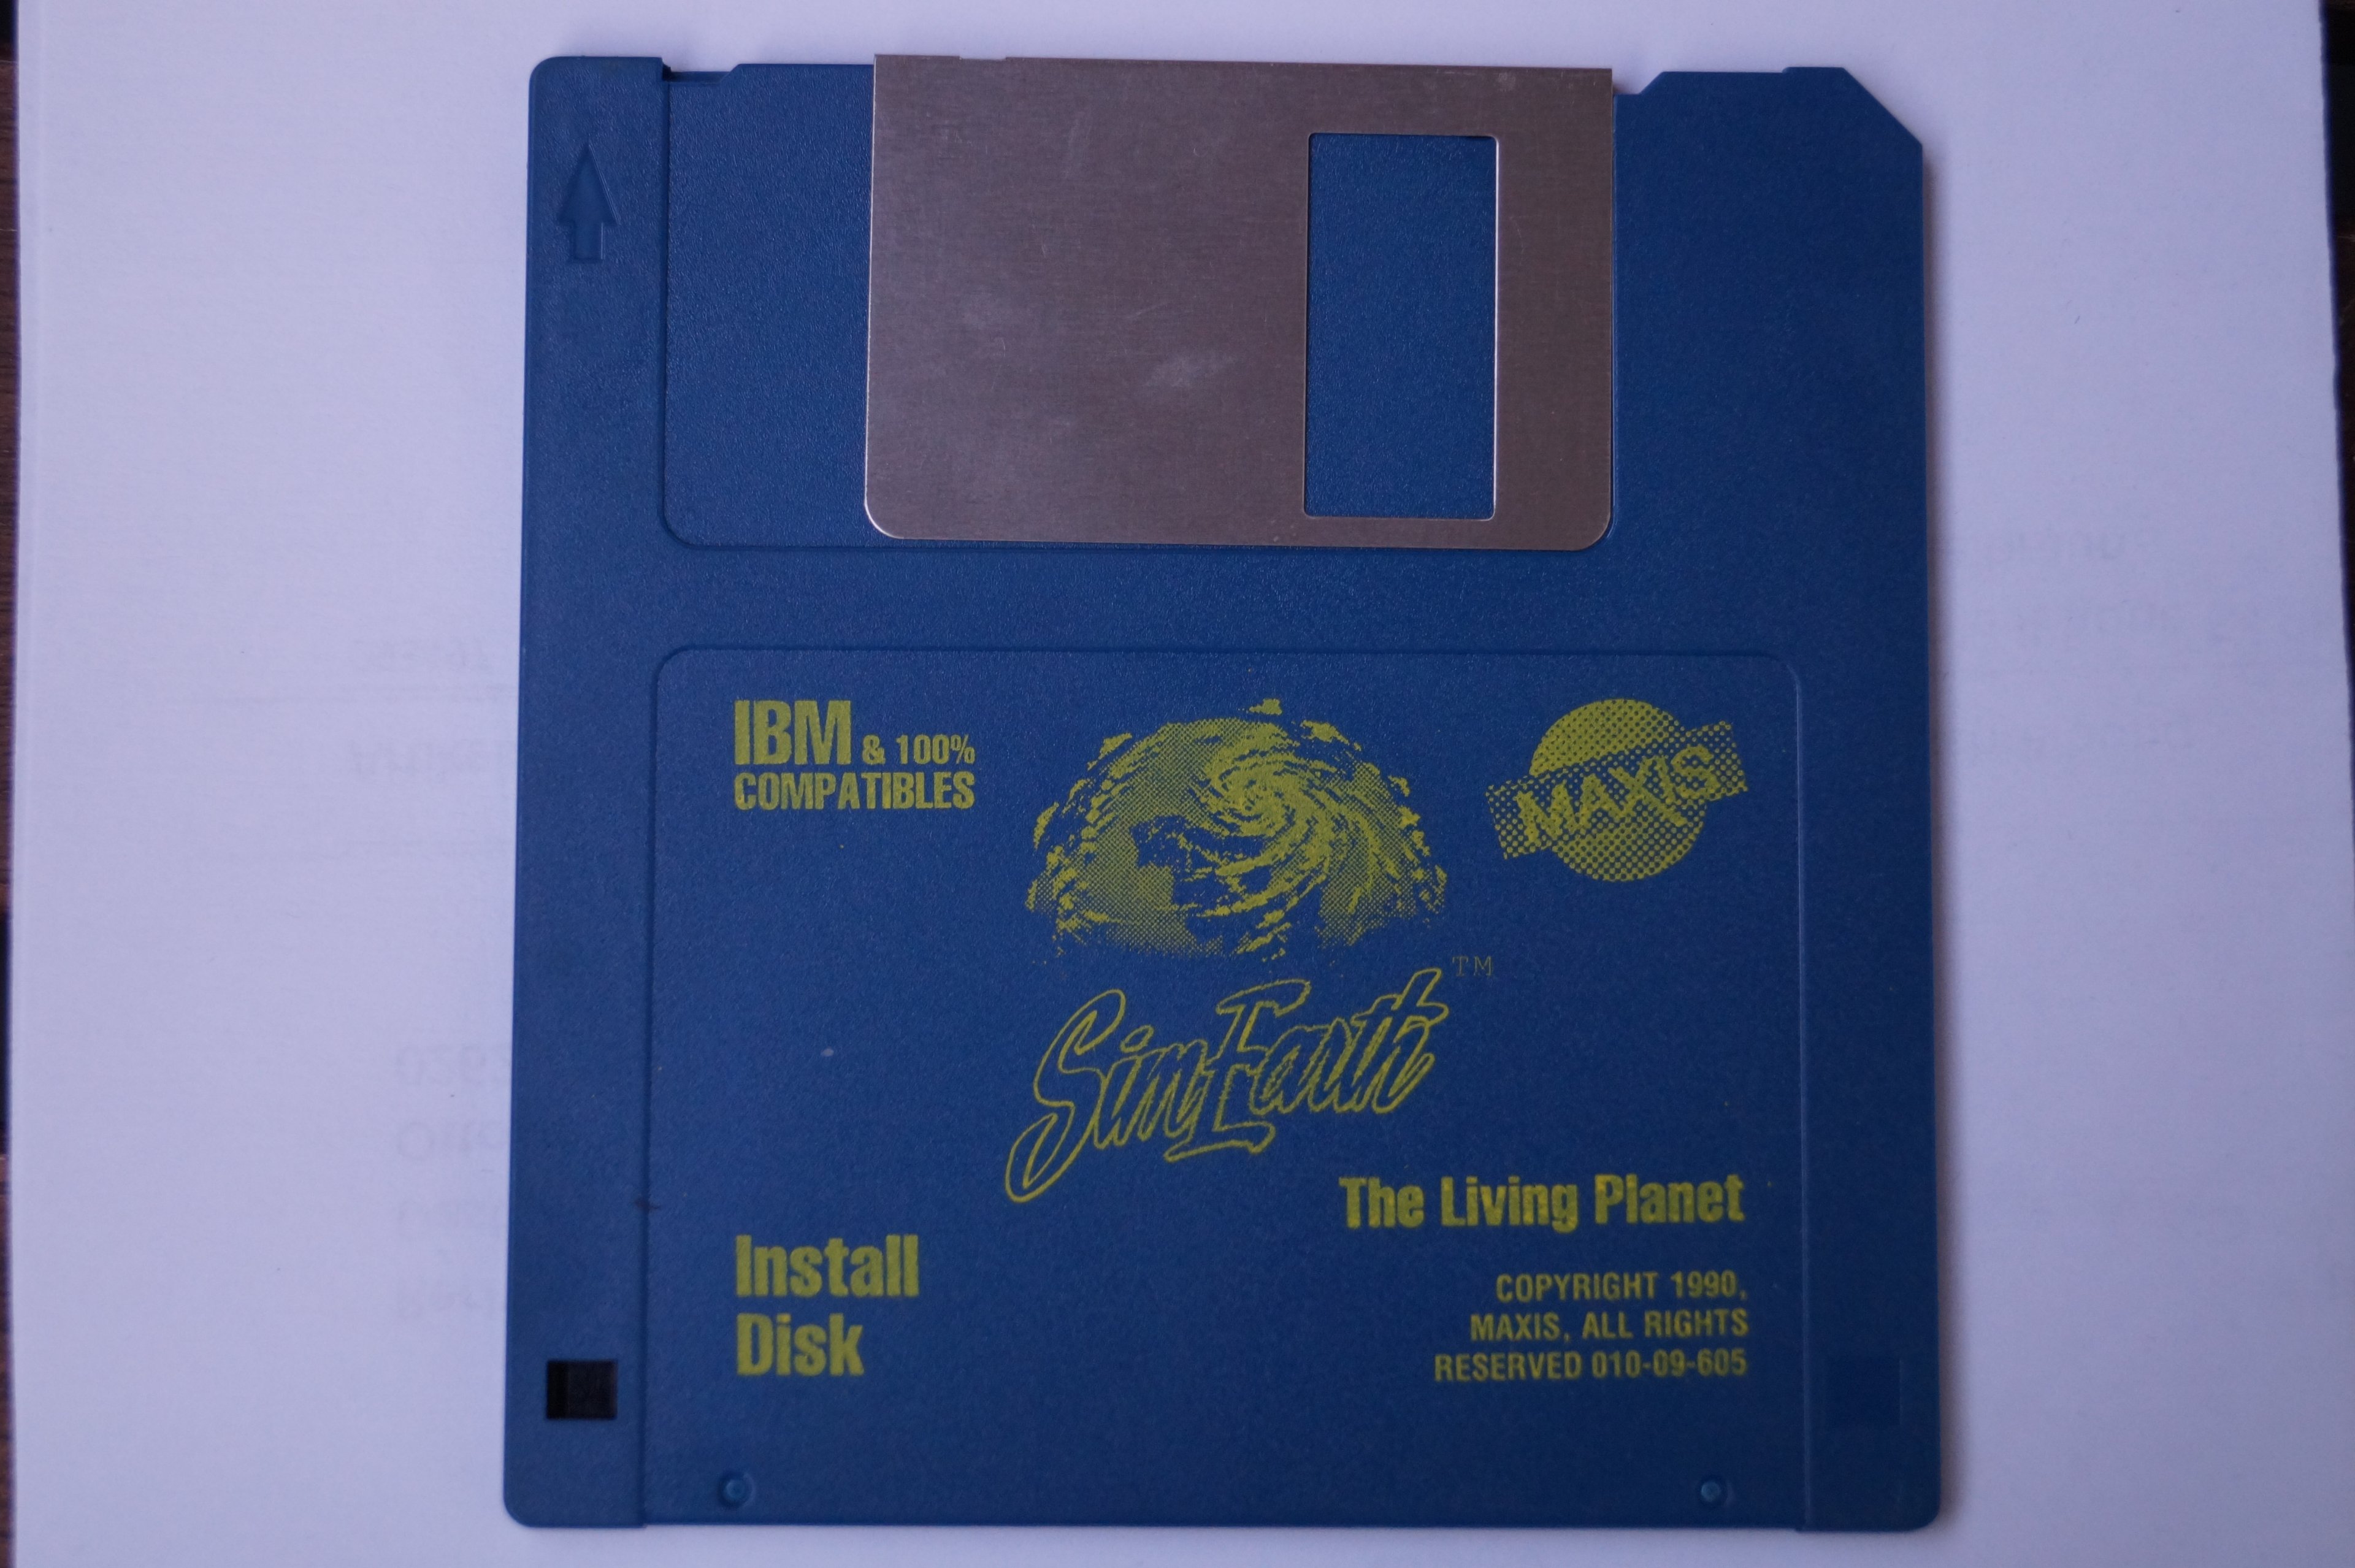 IBM & 100%
COMPATIBLES
MAXIS
SimEarth™
The Living Planet
Install
Disk
COPYRIGHT 1990,
MAXIS, ALL RIGHTS
RESERVED 010-09-605